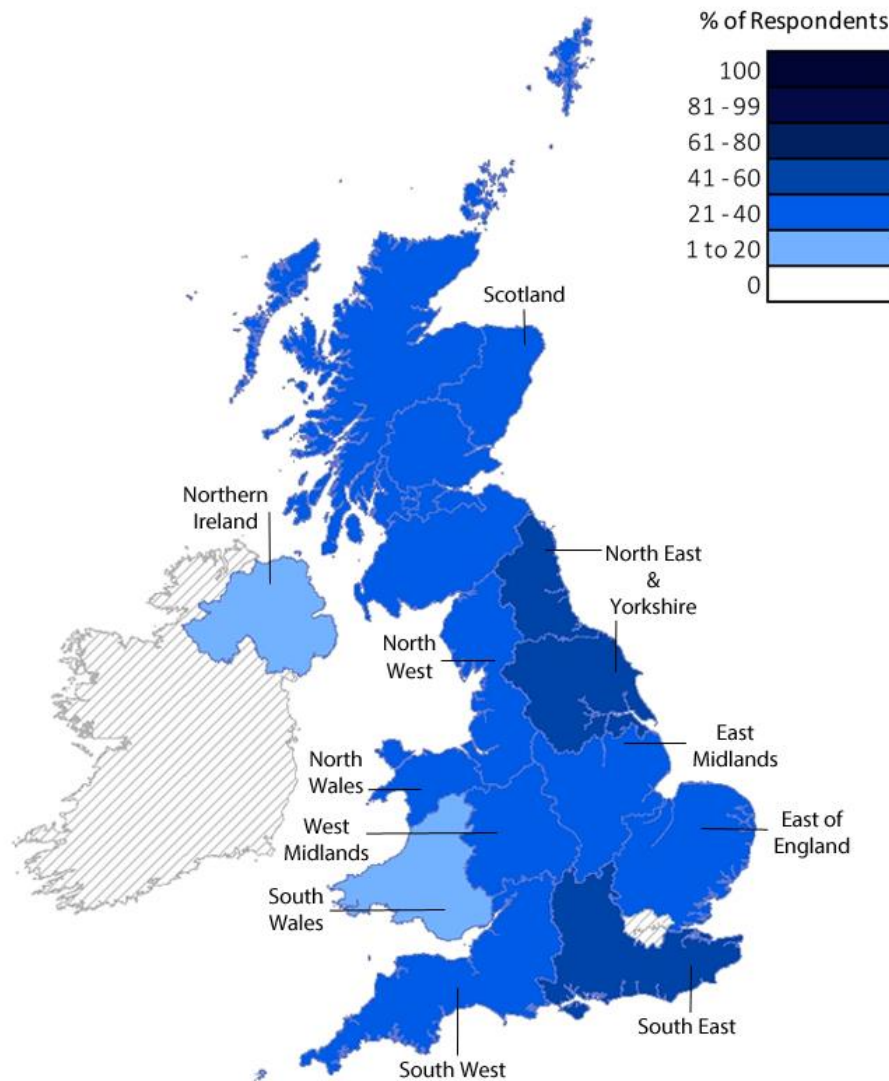 % of Respondents
100
81 - 99
61 - 80
41 - 60
21 - 40
1 to 20
0
Scotland
Northern
Ireland
North East
&
Yorkshire
North
West
East
Midlands
North
Wales
West
Midlands
East of
England
South
Wales
South East
South West